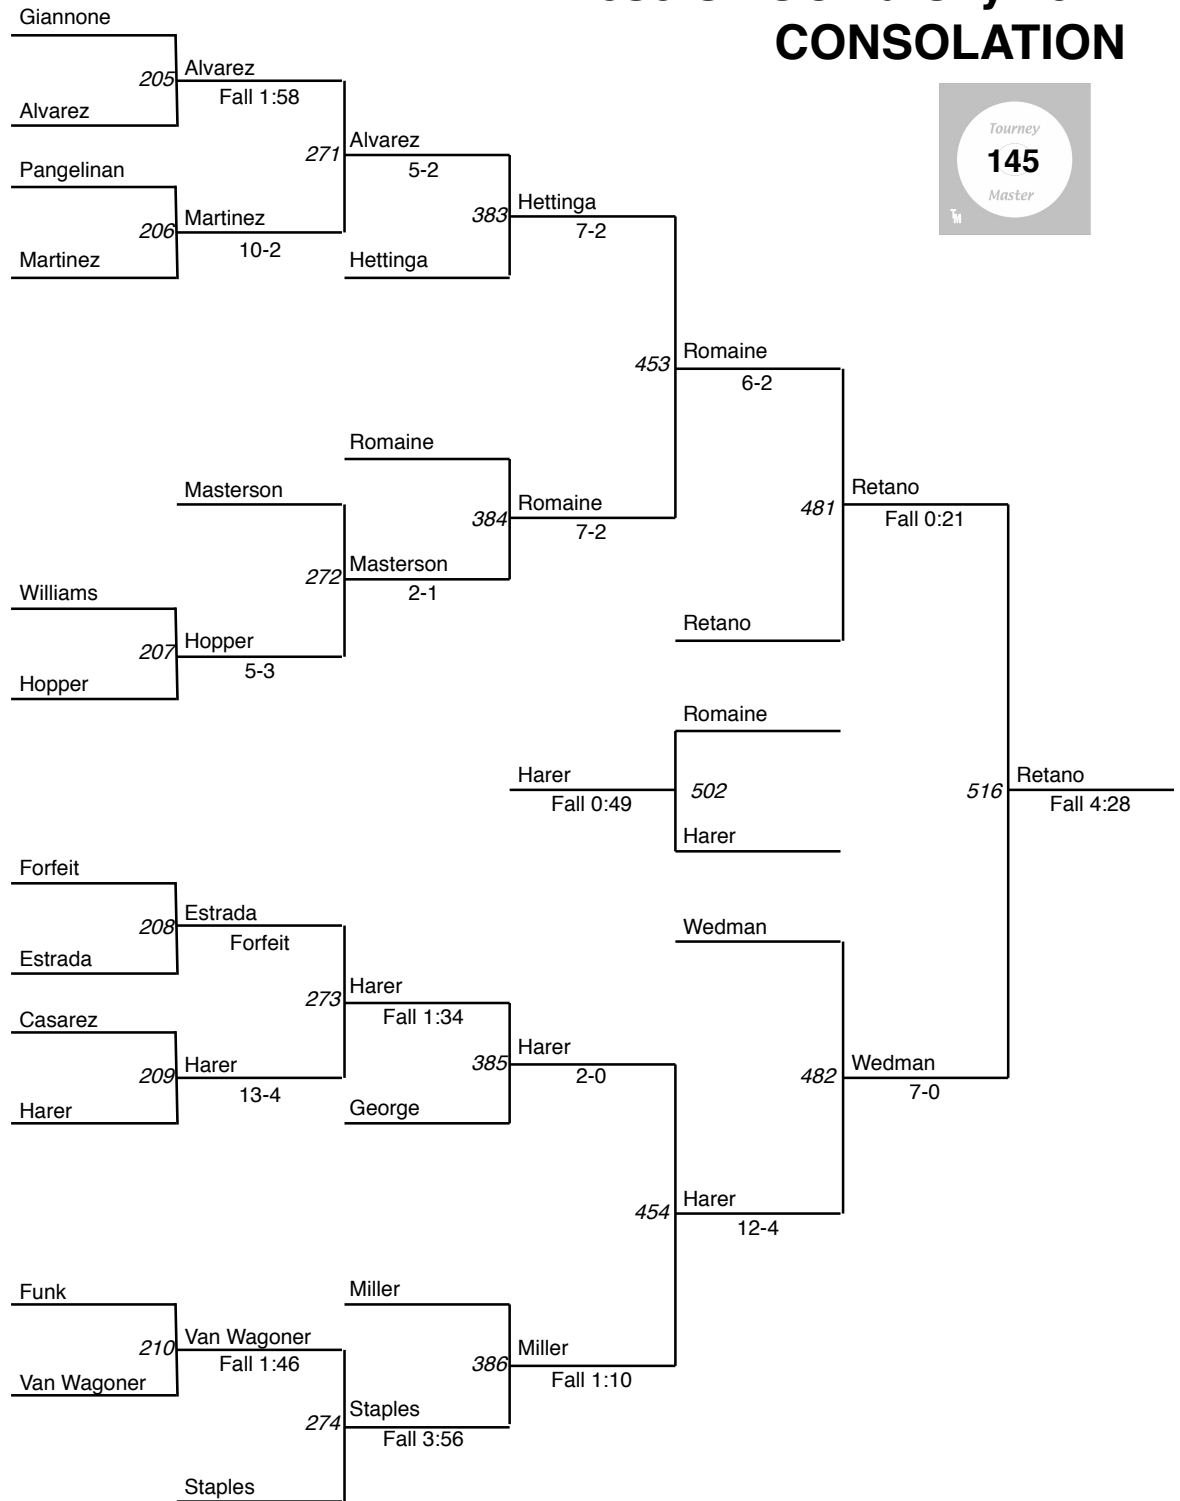 CONSOLATION
Tourney
145
Master
TM
Giannone
205
Alvarez
Fall 1:58
Alvarez
271
Alvarez
5-2
Pangelinan
206
Martinez
10-2
Martinez
383
Hettinga
7-2
Hettinga
453
Romaine
6-2
Romaine
Masterson
384
Romaine
7-2
481
Retano
Fall 0:21
272
Masterson
2-1
Williams
207
Hopper
5-3
Hopper
Retano
Romaine
Harer
Fall 0:49
502
516
Retano
Fall 4:28
Harer
Forfeit
208
Estrada
Forfeit
Estrada
Wedman
273
Harer
Fall 1:34
Casarez
209
Harer
13-4
Harer
385
Harer
2-0
George
482
Wedman
7-0
454
Harer
12-4
Funk
210
Van Wagoner
Fall 1:46
Van Wagoner
Miller
386
Miller
Fall 1:10
274
Staples
Fall 3:56
Staples